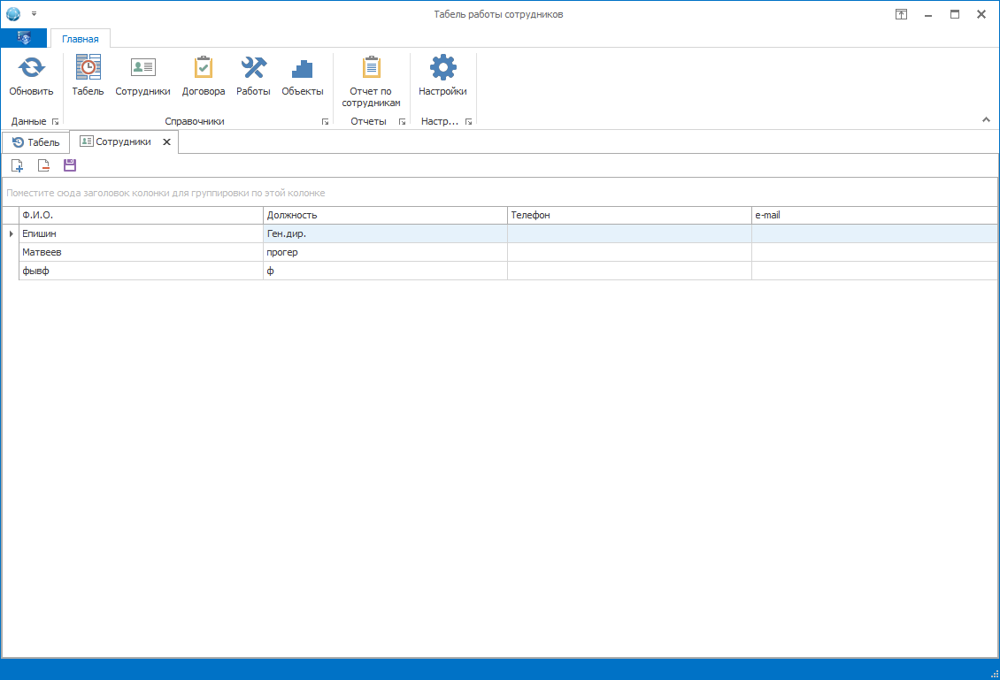 Табель работы сотрудников
Главная
Обновить
Табель
Сотрудники
Договора
Работы
Объекты
Отчет по
сотрудникам
Настройки
Данные
Справочники
Отчеты
Настр...
Табель
Сотрудники
Поместите сюда заголовок колонки для группировки по этой колонке
Ф.И.О. Должность Телефон e-mail
Епишин Ген.дир.
Матвеев прогер
фывф ф